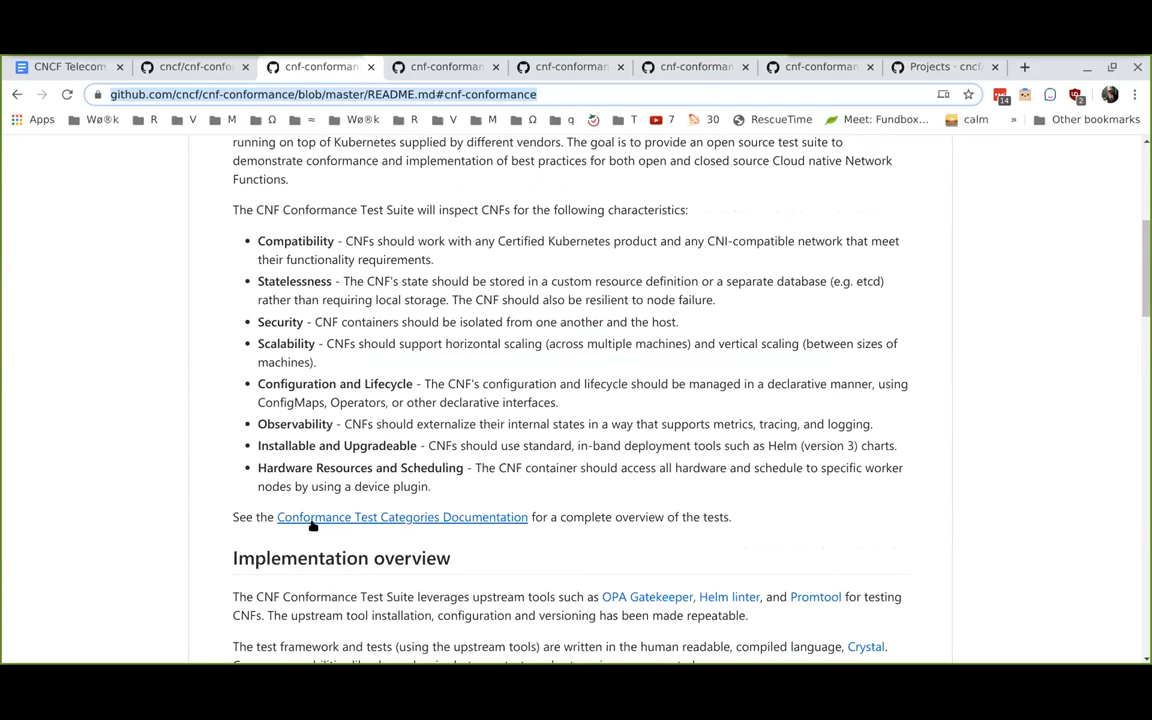 CNCF Telecom
cncf/cnf-confo
cnf-conforman
cnf-conforman
cnf-conforman
cnf-conforman
cnf-conforman
Projects · cncf/
github.com/cncf/cnf-conformance/blob/master/README.md#cnf-conformance
14
2
Apps
Wø®k
R
V
M
Ω
≈
Wø®k
R
V
M
Ω
q
T
7
30
RescueTime
Meet: Fundbox...
calm
»
Other bookmarks
running on top of Kubernetes supplied by different vendors. The goal is to provide an open source test suite to
demonstrate conformance and implementation of best practices for both open and closed source Cloud native Network
Functions.
The CNF Conformance Test Suite will inspect CNFs for the following characteristics:
• Compatibility - CNFs should work with any Certified Kubernetes product and any CNI-compatible network that meet
their functionality requirements.
• Statelessness - The CNF's state should be stored in a custom resource definition or a separate database (e.g. etcd)
rather than requiring local storage. The CNF should also be resilient to node failure.
• Security - CNF containers should be isolated from one another and the host.
• Scalability - CNFs should support horizontal scaling (across multiple machines) and vertical scaling (between sizes of
machines).
• Configuration and Lifecycle - The CNF's configuration and lifecycle should be managed in a declarative manner, using
ConfigMaps, Operators, or other declarative interfaces.
• Observability - CNFs should externalize their internal states in a way that supports metrics, tracing, and logging.
• Installable and Upgradeable - CNFs should use standard, in-band deployment tools such as Helm (version 3) charts.
• Hardware Resources and Scheduling - The CNF container should access all hardware and schedule to specific worker
nodes by using a device plugin.
See the Conformance Test Categories Documentation for a complete overview of the tests.
Implementation overview
The CNF Conformance Test Suite leverages upstream tools such as OPA Gatekeeper, Helm linter, and Promtool for testing
CNFs. The upstream tool installation, configuration and versioning has been made repeatable.
The test framework and tests (using the upstream tools) are written in the human readable, compiled language, Crystal.